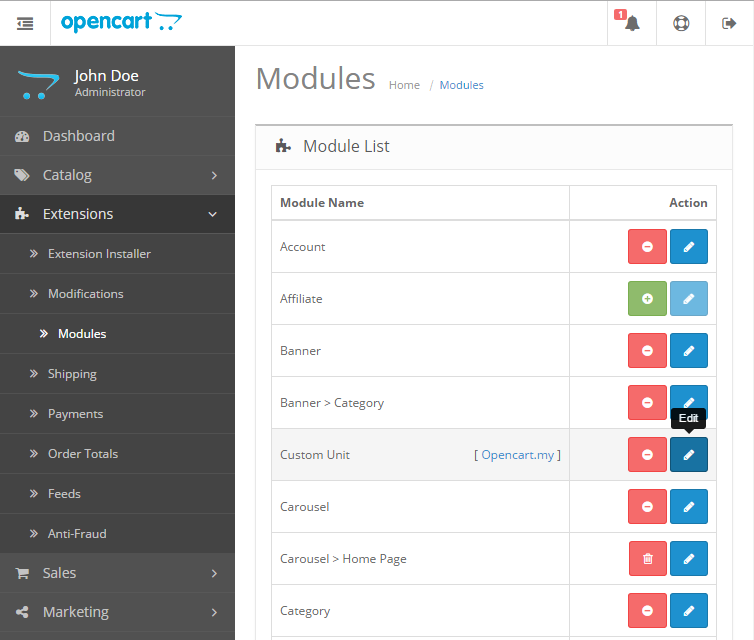 opencart
1
John Doe
Administrator
Dashboard
Catalog
Extensions
Extension Installer
Modifications
Modules
Shipping
Payments
Order Totals
Feeds
Anti-Fraud
Sales
Marketing
Modules Home / Modules
Module List
Module Name Action
Account
Affiliate
Banner
Banner > Category
Edit
Custom Unit [ Opencart.my ]
Carousel
Carousel > Home Page
Category